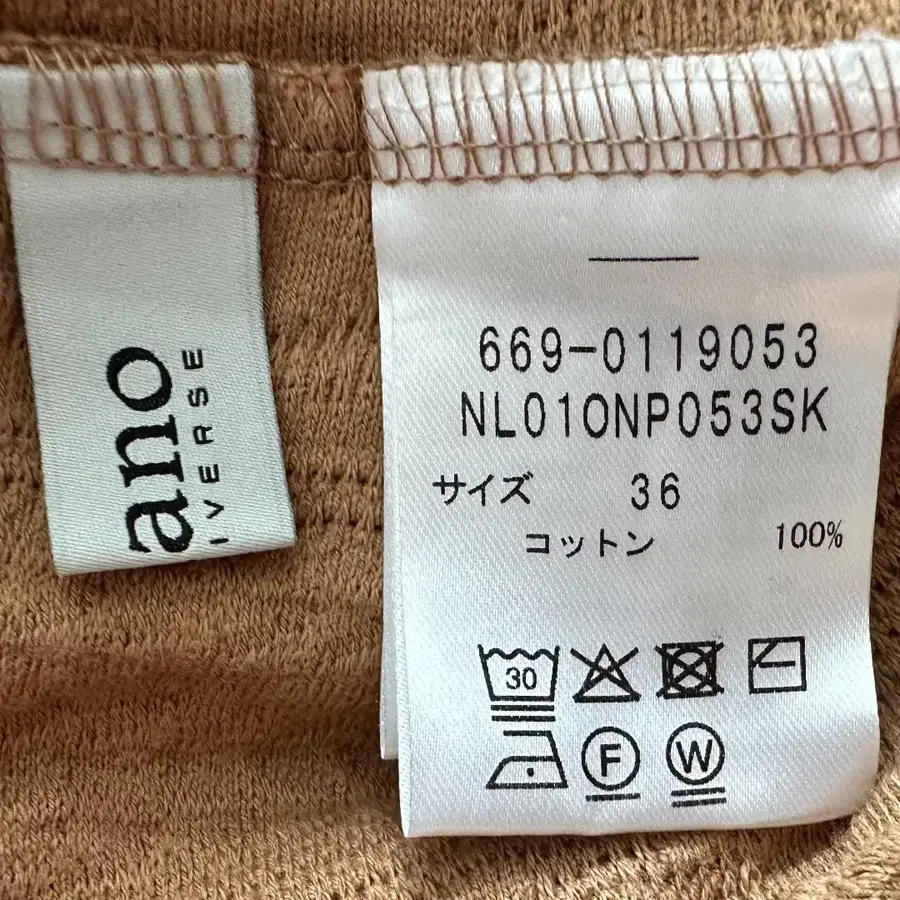 ano
IVERSE
669-0119053
NL010NP053SK
サイズ 36
コットン 100%
30
F
W